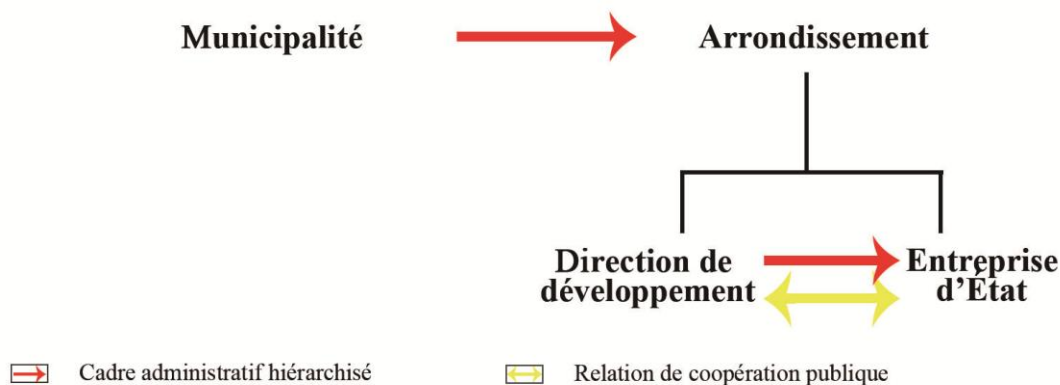 Municipalité
Arrondissement
Direction de
développement
Entreprise
d'État
Cadre administratif hiérarchisé
Relation de coopération publique